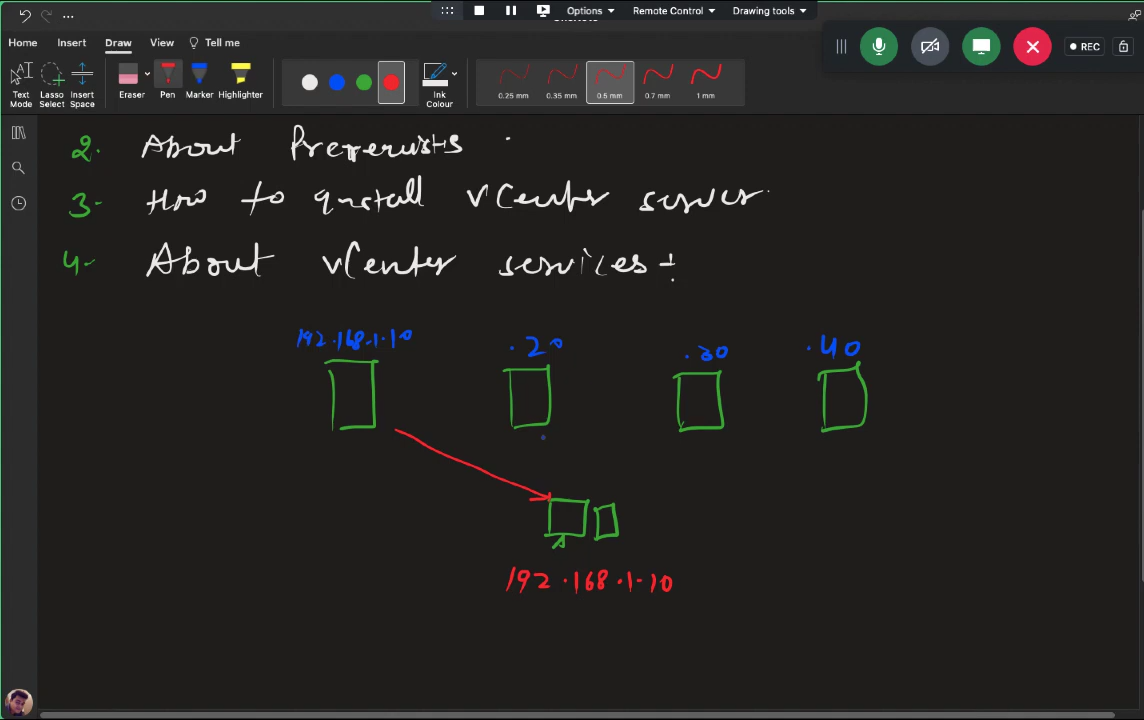 Options Remote Control Drawing tools
Home Insert Draw View Tell me
REC
Text Mode Lasso Select Insert Space Eraser Pen Marker Highlighter Ink Colour 0.25 mm 0.35 mm 0.5 mm 0.7 mm 1 mm
2. About Prerequists .
3- How to install vCenter server
4- About vCenter services ÷
192.168.1.10 .20 .30 .40
192.168.1.10